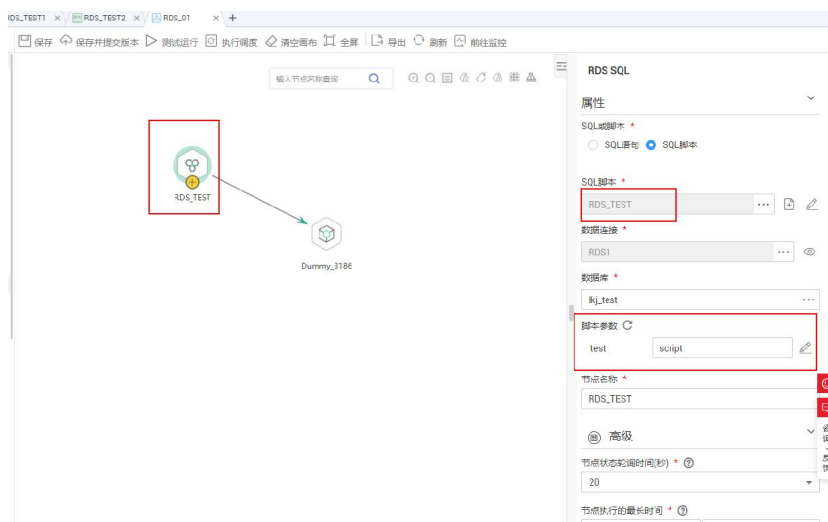 IDS_TEST1 × RDS_TEST2 × RDS_01 × +
保存 保存并提交版本 测试运行 执行调度 清空画布 全屏 导出 刷新 前往监控
输入节点名称查询
RDS_TEST
Dummy_3186
RDS SQL
属性
SQL或脚本 *
SQL语句 SQL脚本
SQL脚本 *
RDS_TEST ...
数据连接 *
RDS1 ...
数据库 *
lkj_test ...
脚本参数
test script
节点名称 *
RDS_TEST
高级
节点状态轮询时间(秒) *
20
节点执行的最长时间 *